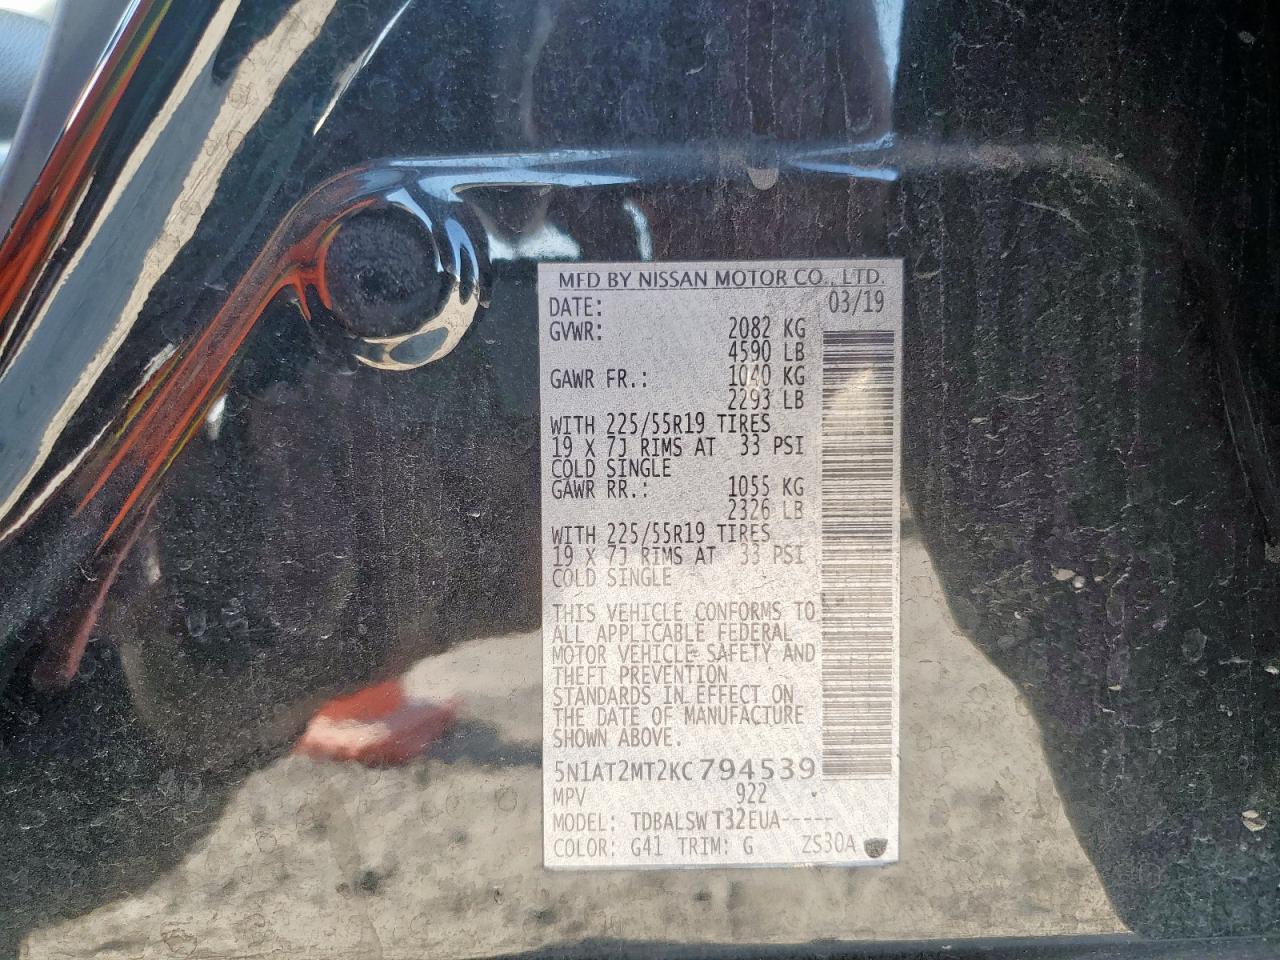 MFD BY NISSAN MOTOR CO., LTD.
DATE: 03/19
GVWR: 2082 KG
4590 LB
GAWR FR.: 1040 KG
2293 LB
WITH 225/55R19 TIRES
19 X 7J RIMS AT 33 PSI
COLD SINGLE
GAWR RR.: 1055 KG
2326 LB
WITH 225/55R19 TIRES
19 X 7J RIMS AT 33 PSI
COLD SINGLE
THIS VEHICLE CONFORMS TO
ALL APPLICABLE FEDERAL
MOTOR VEHICLE SAFETY AND
THEFT PREVENTION
STANDARDS IN EFFECT ON
THE DATE OF MANUFACTURE
SHOWN ABOVE.
5N1AT2MT2KC794539
MPV 922
MODEL: TDBALSWT32EUA-----
COLOR: G41 TRIM: G ZS30A